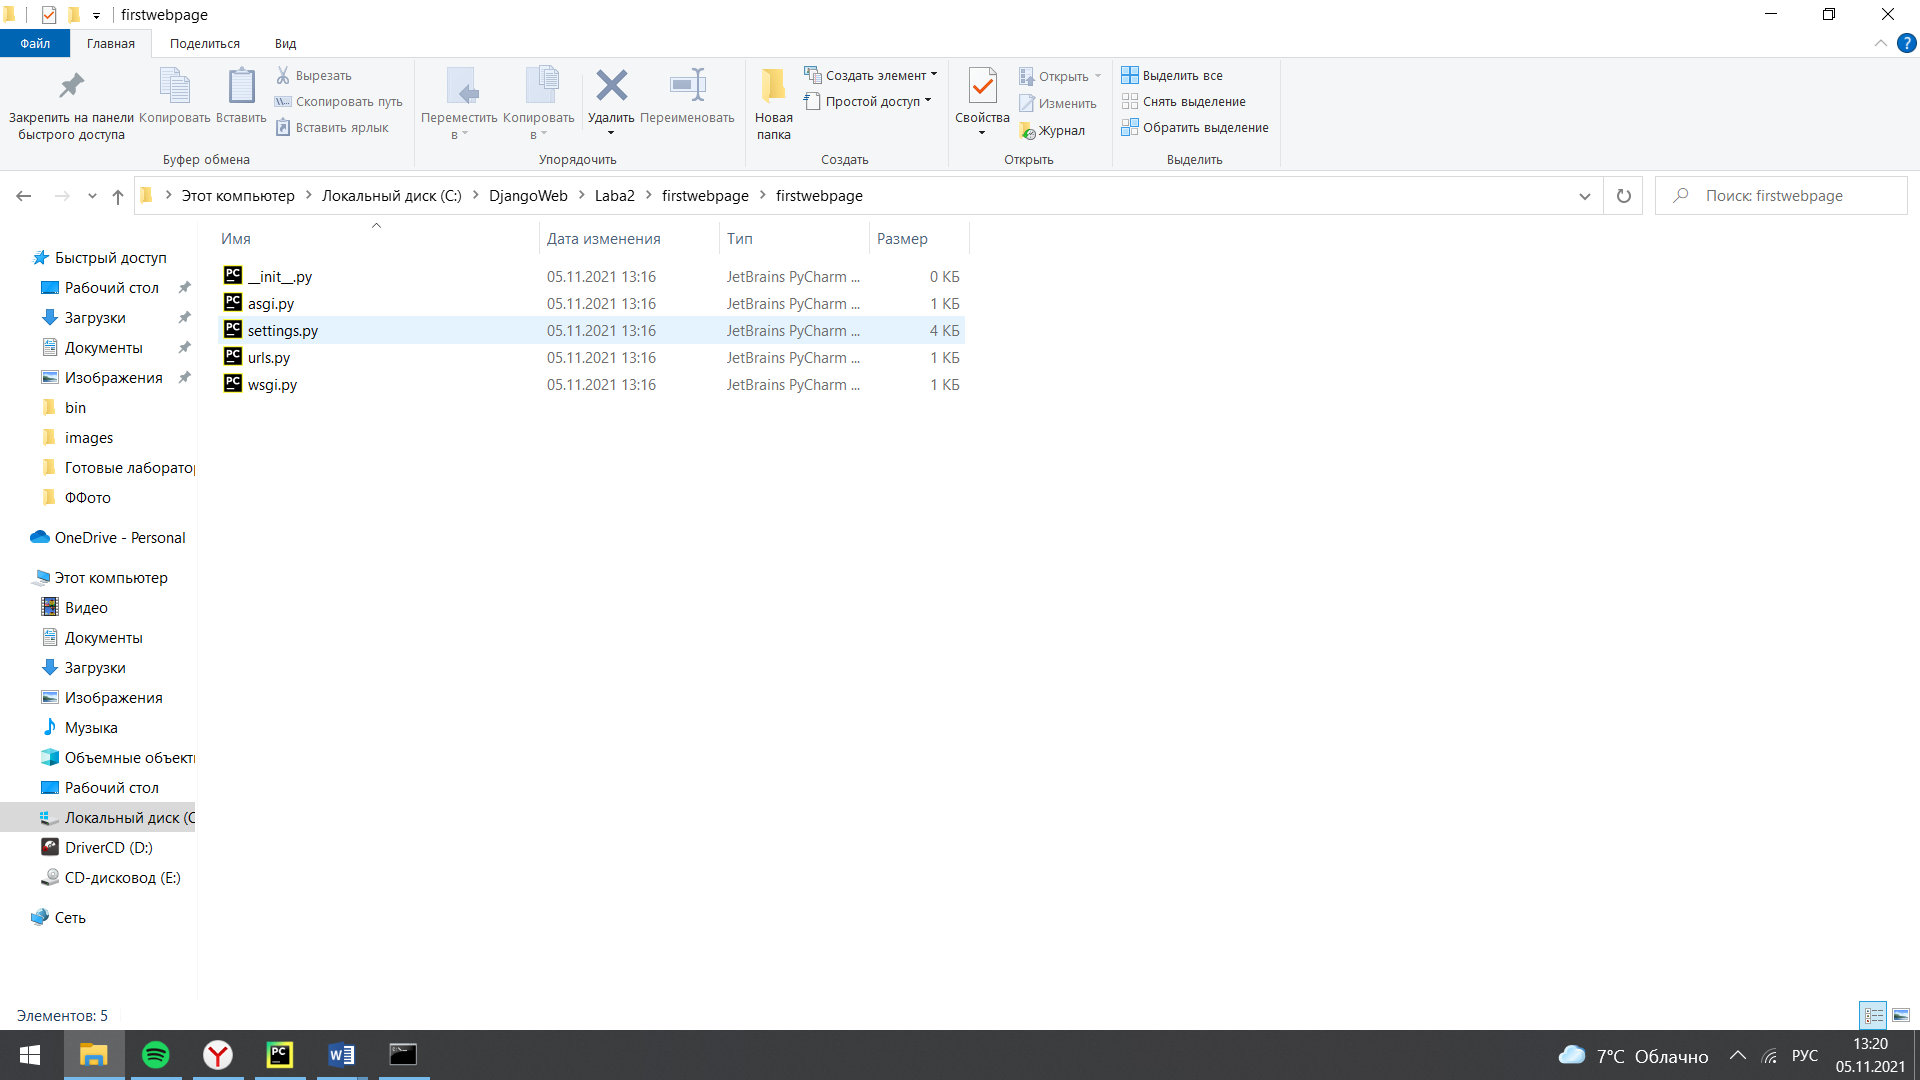 firstwebpage
Файл
Главная
Поделиться
Вид
Закрепить на панели быстрого доступа
Копировать
Вставить
Вырезать
Скопировать путь
Вставить ярлык
Буфер обмена
Переместить в
Копировать в
Удалить
Переименовать
Упорядочить
Новая папка
Создать элемент
Простой доступ
Создать
Свойства
Открыть
Изменить
Журнал
Открыть
Выделить все
Снять выделение
Обратить выделение
Выделить
Этот компьютер
Локальный диск (C:)
DjangoWeb
Laba2
firstwebpage
firstwebpage
Поиск: firstwebpage
Имя Дата изменения Тип Размер
PC __init__.py 05.11.2021 13:16 JetBrains PyCharm ... 0 КБ
PC asgi.py 05.11.2021 13:16 JetBrains PyCharm ... 1 КБ
PC settings.py 05.11.2021 13:16 JetBrains PyCharm ... 4 КБ
PC urls.py 05.11.2021 13:16 JetBrains PyCharm ... 1 КБ
PC wsgi.py 05.11.2021 13:16 JetBrains PyCharm ... 1 КБ
Быстрый доступ
Рабочий стол
Загрузки
Документы
Изображения
bin
images
Готовые лаборатор
ФФото
OneDrive - Personal
Этот компьютер
Видео
Документы
Загрузки
Изображения
Музыка
Объемные объекты
Рабочий стол
Локальный диск (C
DriverCD (D:)
CD-дисковод (E:)
Сеть
Элементов: 5
PC
7°C Облачно
РУС
13:20
05.11.2021